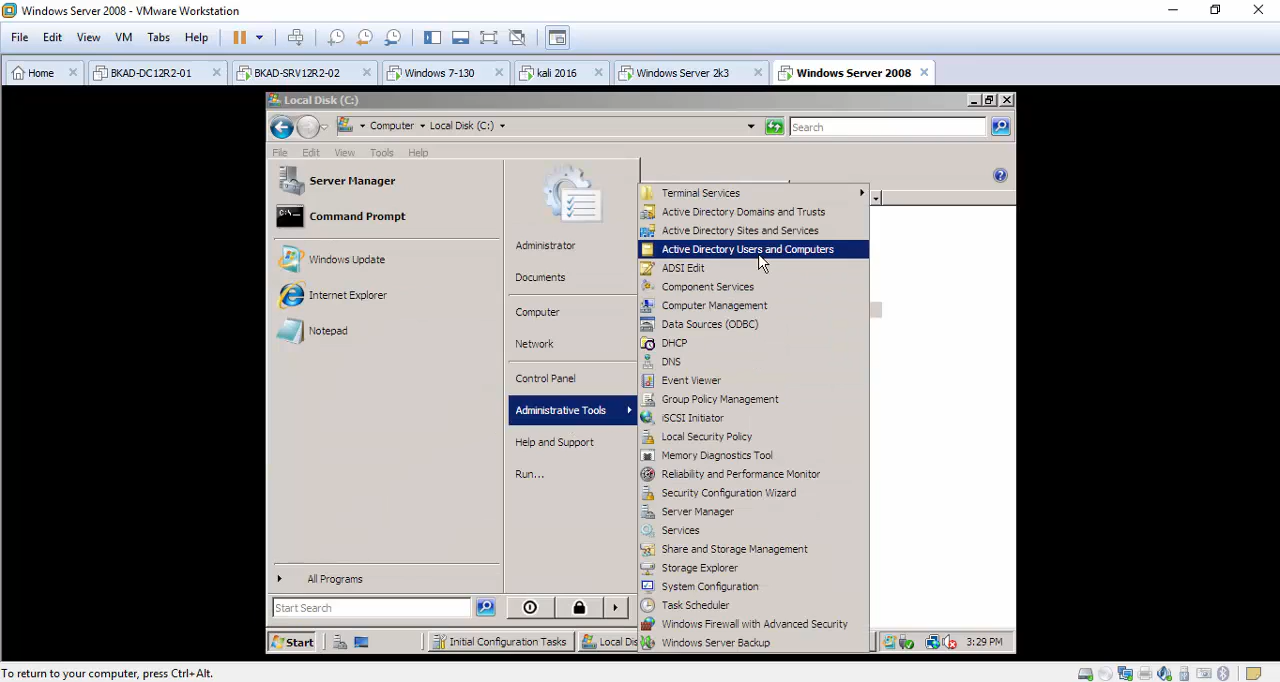 Windows Server 2008 - VMware Workstation
File Edit View VM Tabs Help
Home BKAD-DC12R2-01 BKAD-SRV12R2-02 Windows 7-130 kali 2016 Windows Server 2k3 Windows Server 2008
Local Disk (C:)
Computer Local Disk (C:) Search
File Edit View Tools Help
Server Manager
Command Prompt
Windows Update
Internet Explorer
Notepad
All Programs
Start Search
Administrator
Documents
Computer
Network
Control Panel
Administrative Tools
Help and Support
Run...
Terminal Services
Active Directory Domains and Trusts
Active Directory Sites and Services
Active Directory Users and Computers
ADSI Edit
Component Services
Computer Management
Data Sources (ODBC)
DHCP
DNS
Event Viewer
Group Policy Management
iSCSI Initiator
Local Security Policy
Memory Diagnostics Tool
Reliability and Performance Monitor
Security Configuration Wizard
Server Manager
Services
Share and Storage Management
Storage Explorer
System Configuration
Task Scheduler
Windows Firewall with Advanced Security
Windows Server Backup
Start Initial Configuration Tasks Local Dis 3:29 PM
To return to your computer, press Ctrl+Alt.